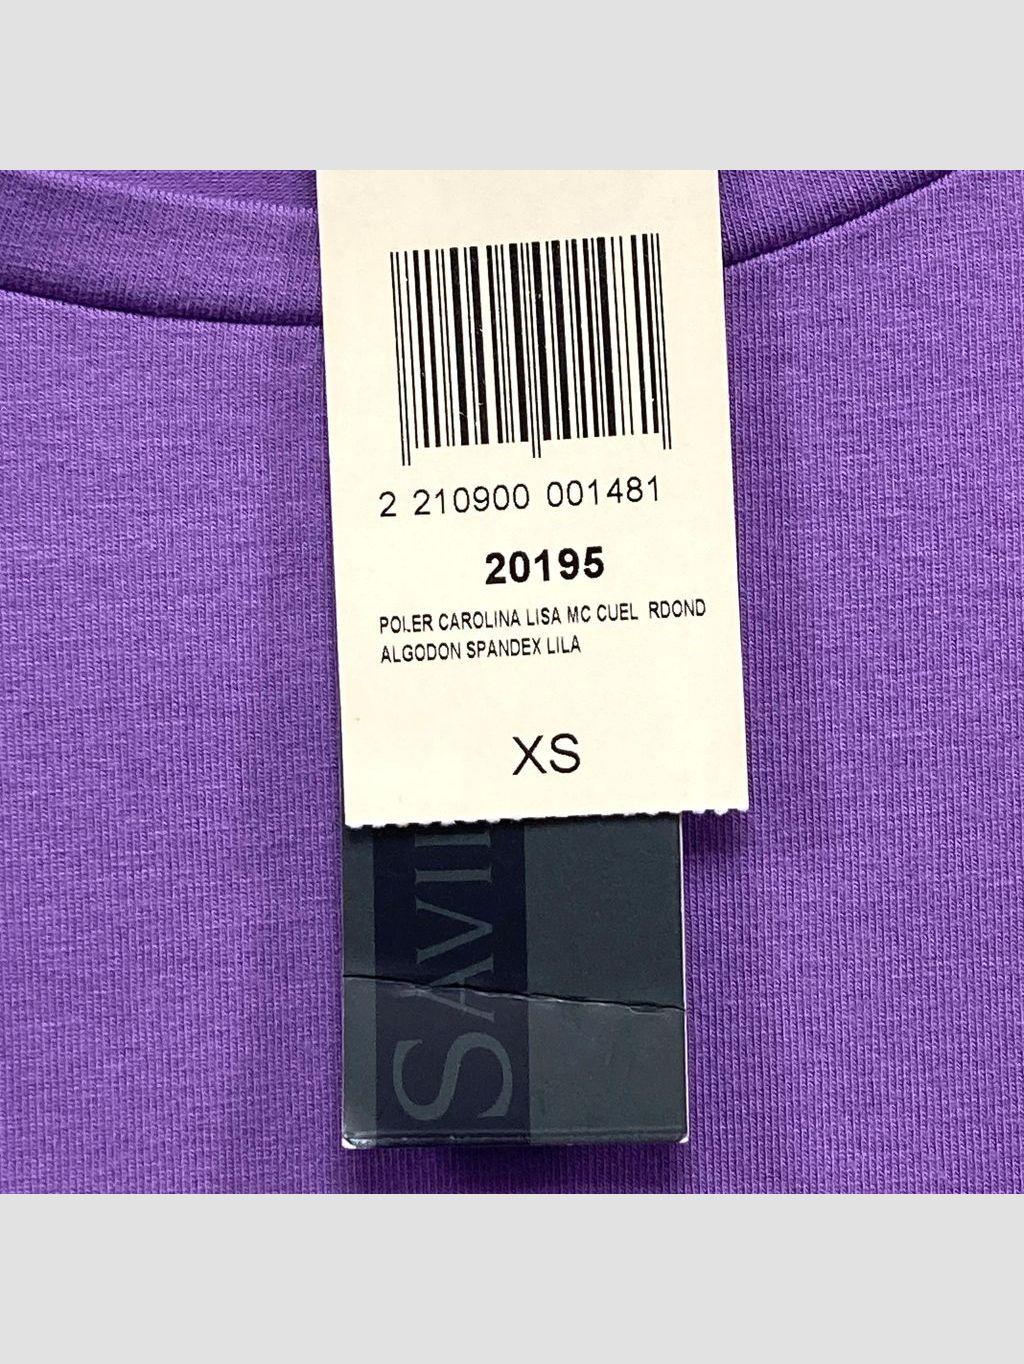 2 210900 001481
20195
POLER CAROLINA LISA MC CUEL RDOND
ALGODON SPANDEX LILA
XS